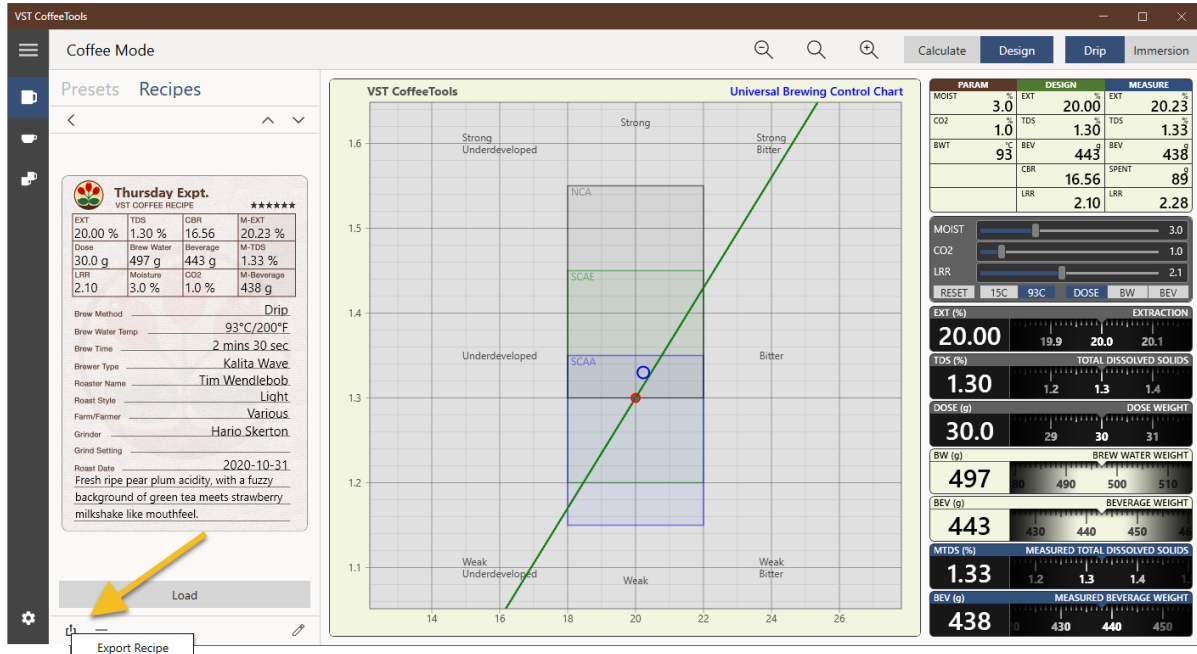 VST CoffeeTools
Coffee Mode
Calculate Design Drip Immersion
Presets Recipes
Thursday Expt.
VST COFFEE RECIPE ★★★★★★
EXT TDS CBR M-EXT
20.00 % 1.30 % 16.56 20.23 %
Dose Brew Water Beverage M-TDS
30.0 g 497 g 443 g 1.33 %
LRR Moisture CO2 M-Beverage
2.10 3.0 % 1.0 % 438 g
Brew Method Drip
Brew Water Temp 93°C/200°F
Brew Time 2 mins 30 sec
Brewer Type Kalita Wave
Roaster Name Tim Wendlebob
Roast Style Light
Farm/Farmer Various
Grinder Hario Skerton
Grind Setting
Roast Date 2020-10-31
Fresh ripe pear plum acidity, with a fuzzy
background of green tea meets strawberry
milkshake like mouthfeel.
Load
Export Recipe
VST CoffeeTools Universal Brewing Control Chart
Strong
Strong
Underdeveloped
Strong
Bitter
NCA
SCAE
SCAA
Underdeveloped
Bitter
Weak
Underdeveloped
Weak
Weak
Bitter
1.6
1.5
1.4
1.3
1.2
1.1
14 16 18 20 22 24 26
PARAM DESIGN MEASURE
MOIST % 3.0 EXT % 20.00 EXT % 20.23
CO2 % 1.0 TDS % 1.30 TDS % 1.33
BWT °C 93 BEV g 443 BEV g 438
CBR 16.56 SPENT g 89
LRR 2.10 LRR 2.28
MOIST 3.0
CO2 1.0
LRR 2.1
RESET 15C 93C DOSE BW BEV
EXT (%) EXTRACTION
20.00 19.9 20.0 20.1
TDS (%) TOTAL DISSOLVED SOLIDS
1.30 1.2 1.3 1.4
DOSE (g) DOSE WEIGHT
30.0 29 30 31
BW (g) BREW WATER WEIGHT
497 490 500 510
BEV (g) BEVERAGE WEIGHT
443 430 440 450
MTDS (%) MEASURED TOTAL DISSOLVED SOLIDS
1.33 1.2 1.3 1.4
BEV (g) MEASURED BEVERAGE WEIGHT
438 430 440 450